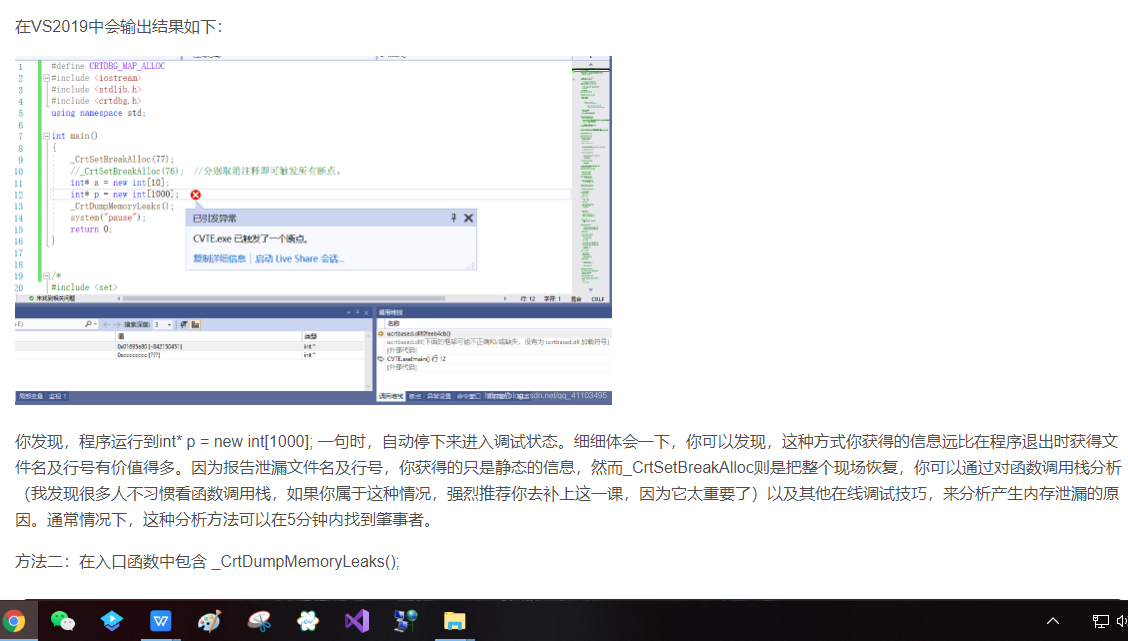 在VS2019中会输出结果如下：
1 #define CRTDBG_MAP_ALLOC
2 #include <iostream>
3 #include <stdlib.h>
4 #include <crtdbg.h>
5 using namespace std;
6
7 int main()
8 {
9 _CrtSetBreakAlloc(77);
10 //_CrtSetBreakAlloc(76); //分别取消注释即可触发所有断点。
11 int* a = new int[10];
12 int* p = new int[1000];
13 _CrtDumpMemoryLeaks();
14 system("pause");
15 return 0;
16 }
17
18
19 /*
20 #include <set>
已引发异常
CVTE.exe 已触发了一个断点。
复制详细信息 | 启动 Live Share 会话...
未找到相关问题
行: 12 字符: 1 混合 CRLF
调用堆栈
搜索深度: 3
名称
值 类型
ucrtbased.dll!0feeb4cb()
ucrtbased.dll![下面的框架可能不正确和/或缺失，没有为 ucrtbased.dll 加载符号]
[外部代码]
CVTE.exe!main() 行 12
[外部代码]
0x01695e80 {-842150451} int *
0xcccccccc {???} int *
局部变量 监视 1
调用堆栈 断点 异常设置 命令窗口
你发现，程序运行到int* p = new int[1000]; 一句时，自动停下来进入调试状态。细细体会一下，你可以发现，这种方式你获得的信息远比在程序退出时获得文
件名及行号有价值得多。因为报告泄漏文件名及行号，你获得的只是静态的信息，然而_CrtSetBreakAlloc则是把整个现场恢复，你可以通过对函数调用栈分析
（我发现很多人不习惯看函数调用栈，如果你属于这种情况，强烈推荐你去补上这一课，因为它太重要了）以及其他在线调试技巧，来分析产生内存泄漏的原
因。通常情况下，这种分析方法可以在5分钟内找到肇事者。
方法二：在入口函数中包含 _CrtDumpMemoryLeaks();